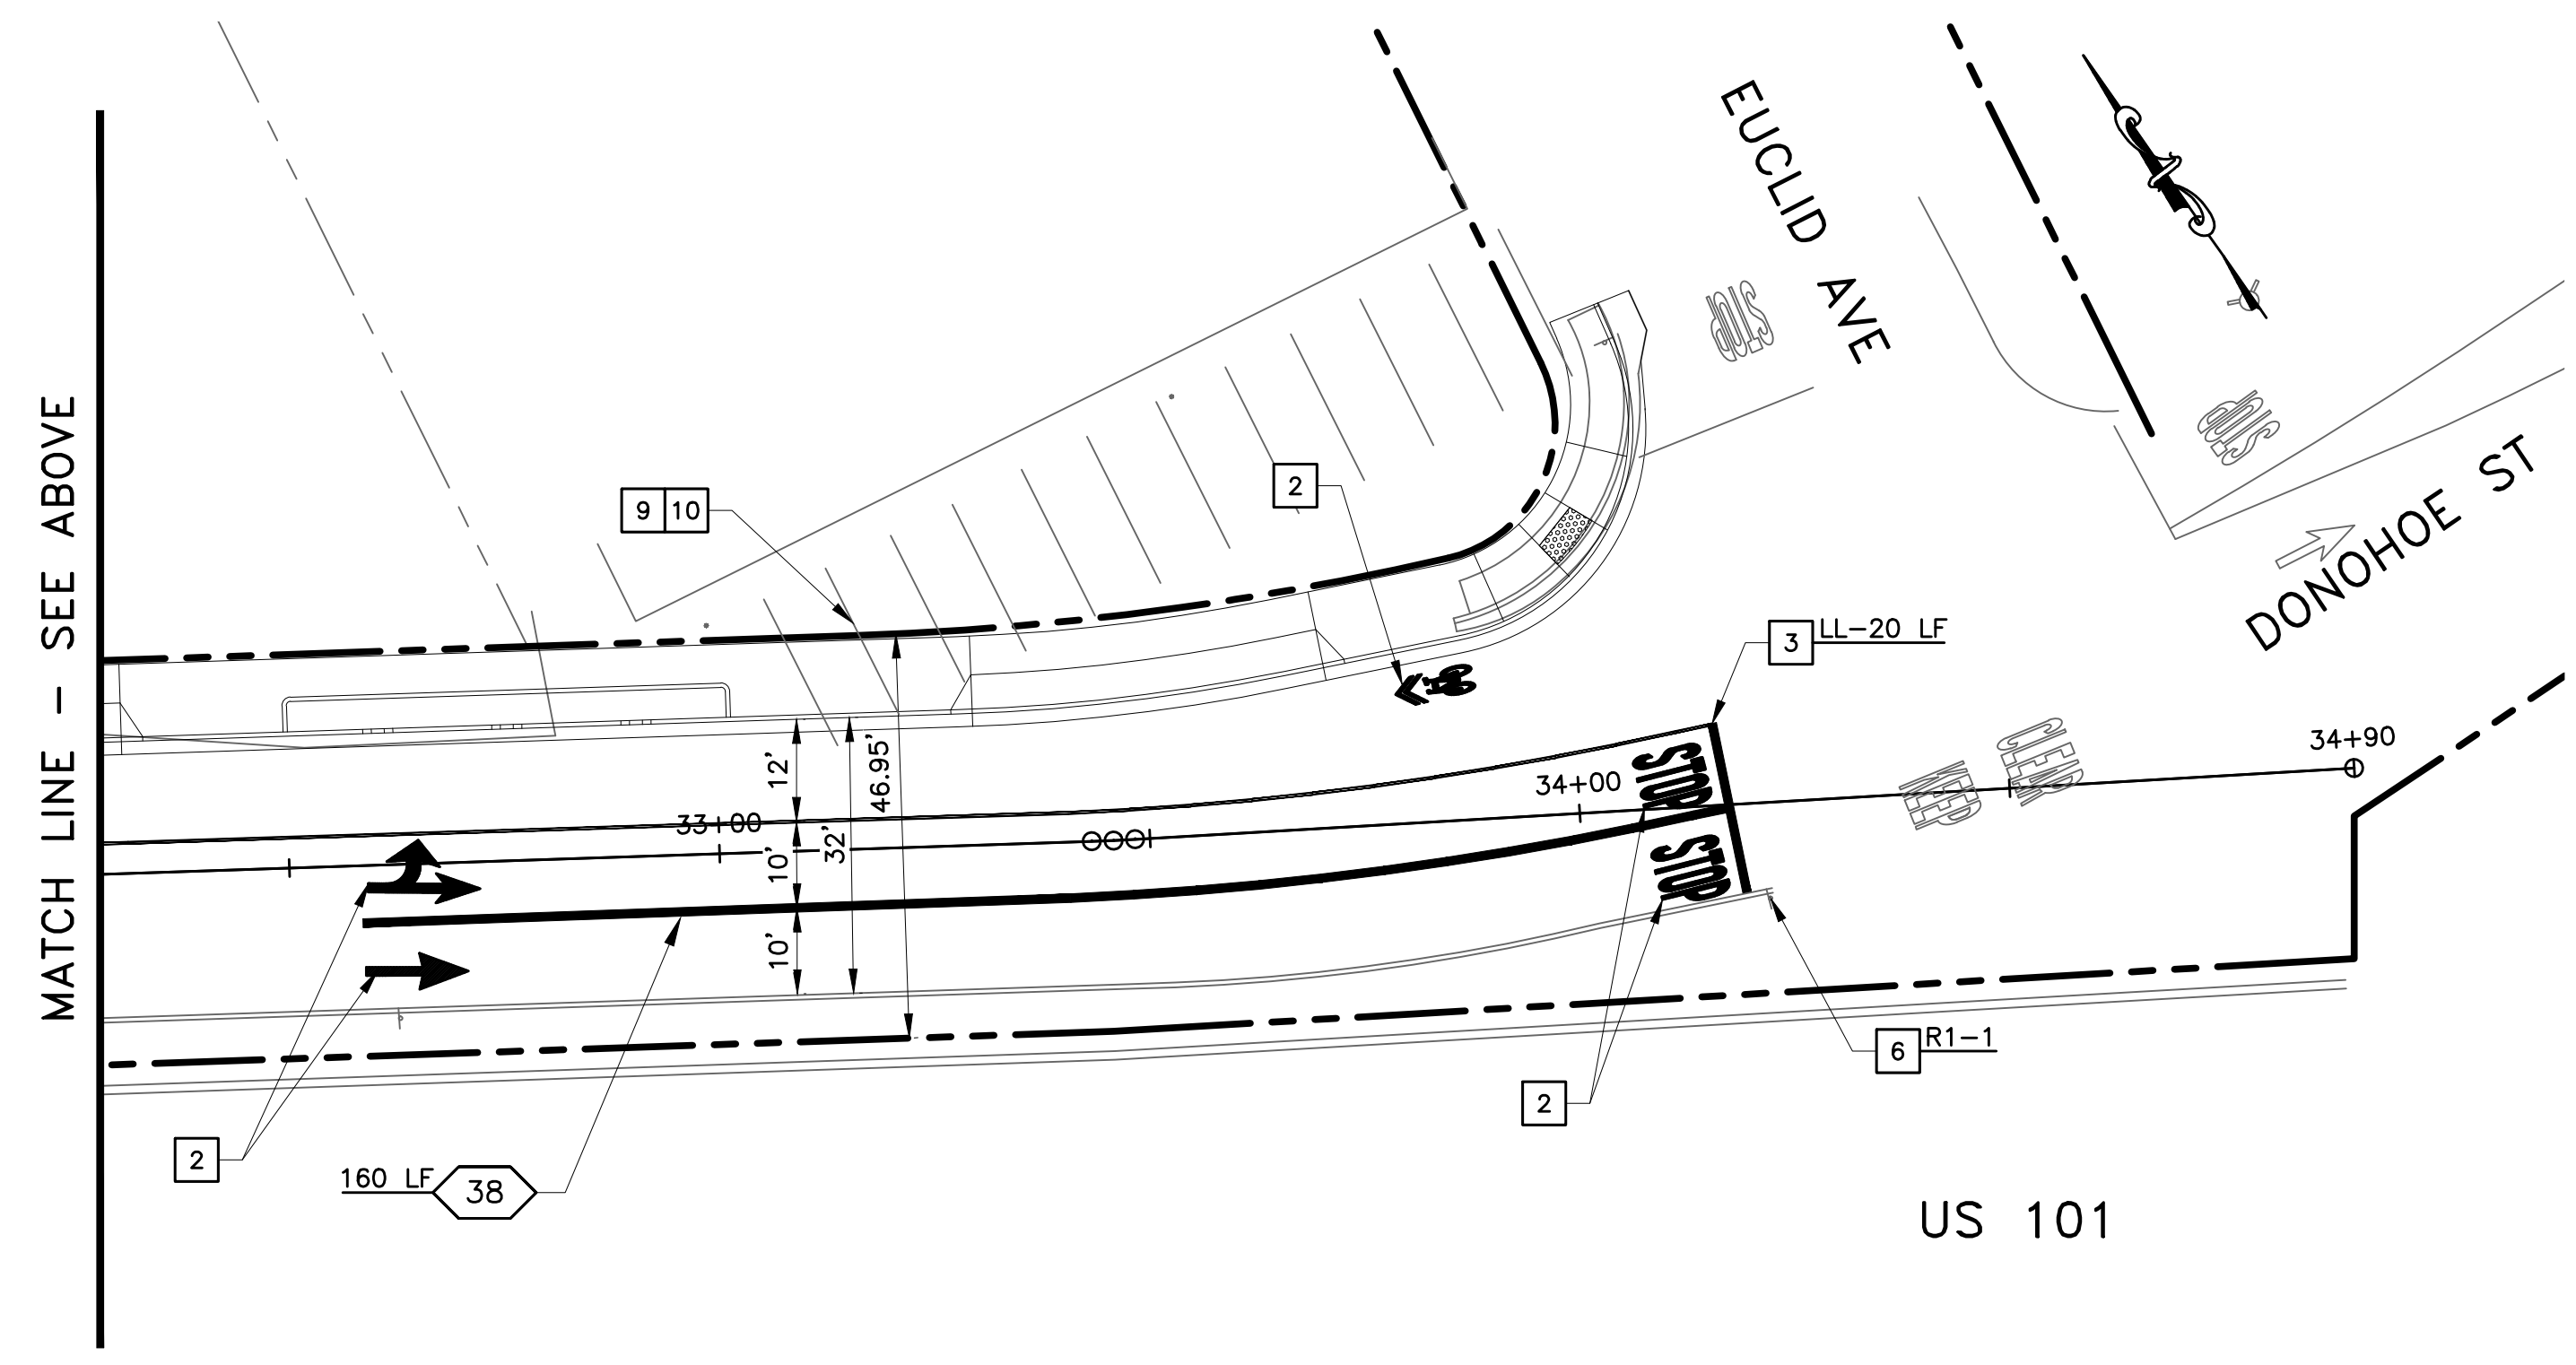 EUCLID AVE
STOP
STOP
DONOHOE ST
MATCH LINE - SEE ABOVE
9 10
2
3 LL-20 LF
12'
46.95'
33+00
34+00
34+90
10'
32'
STOP
STOP
KEEP
CLEAR
10'
6 R1-1
2
2
160 LF 38
US 101